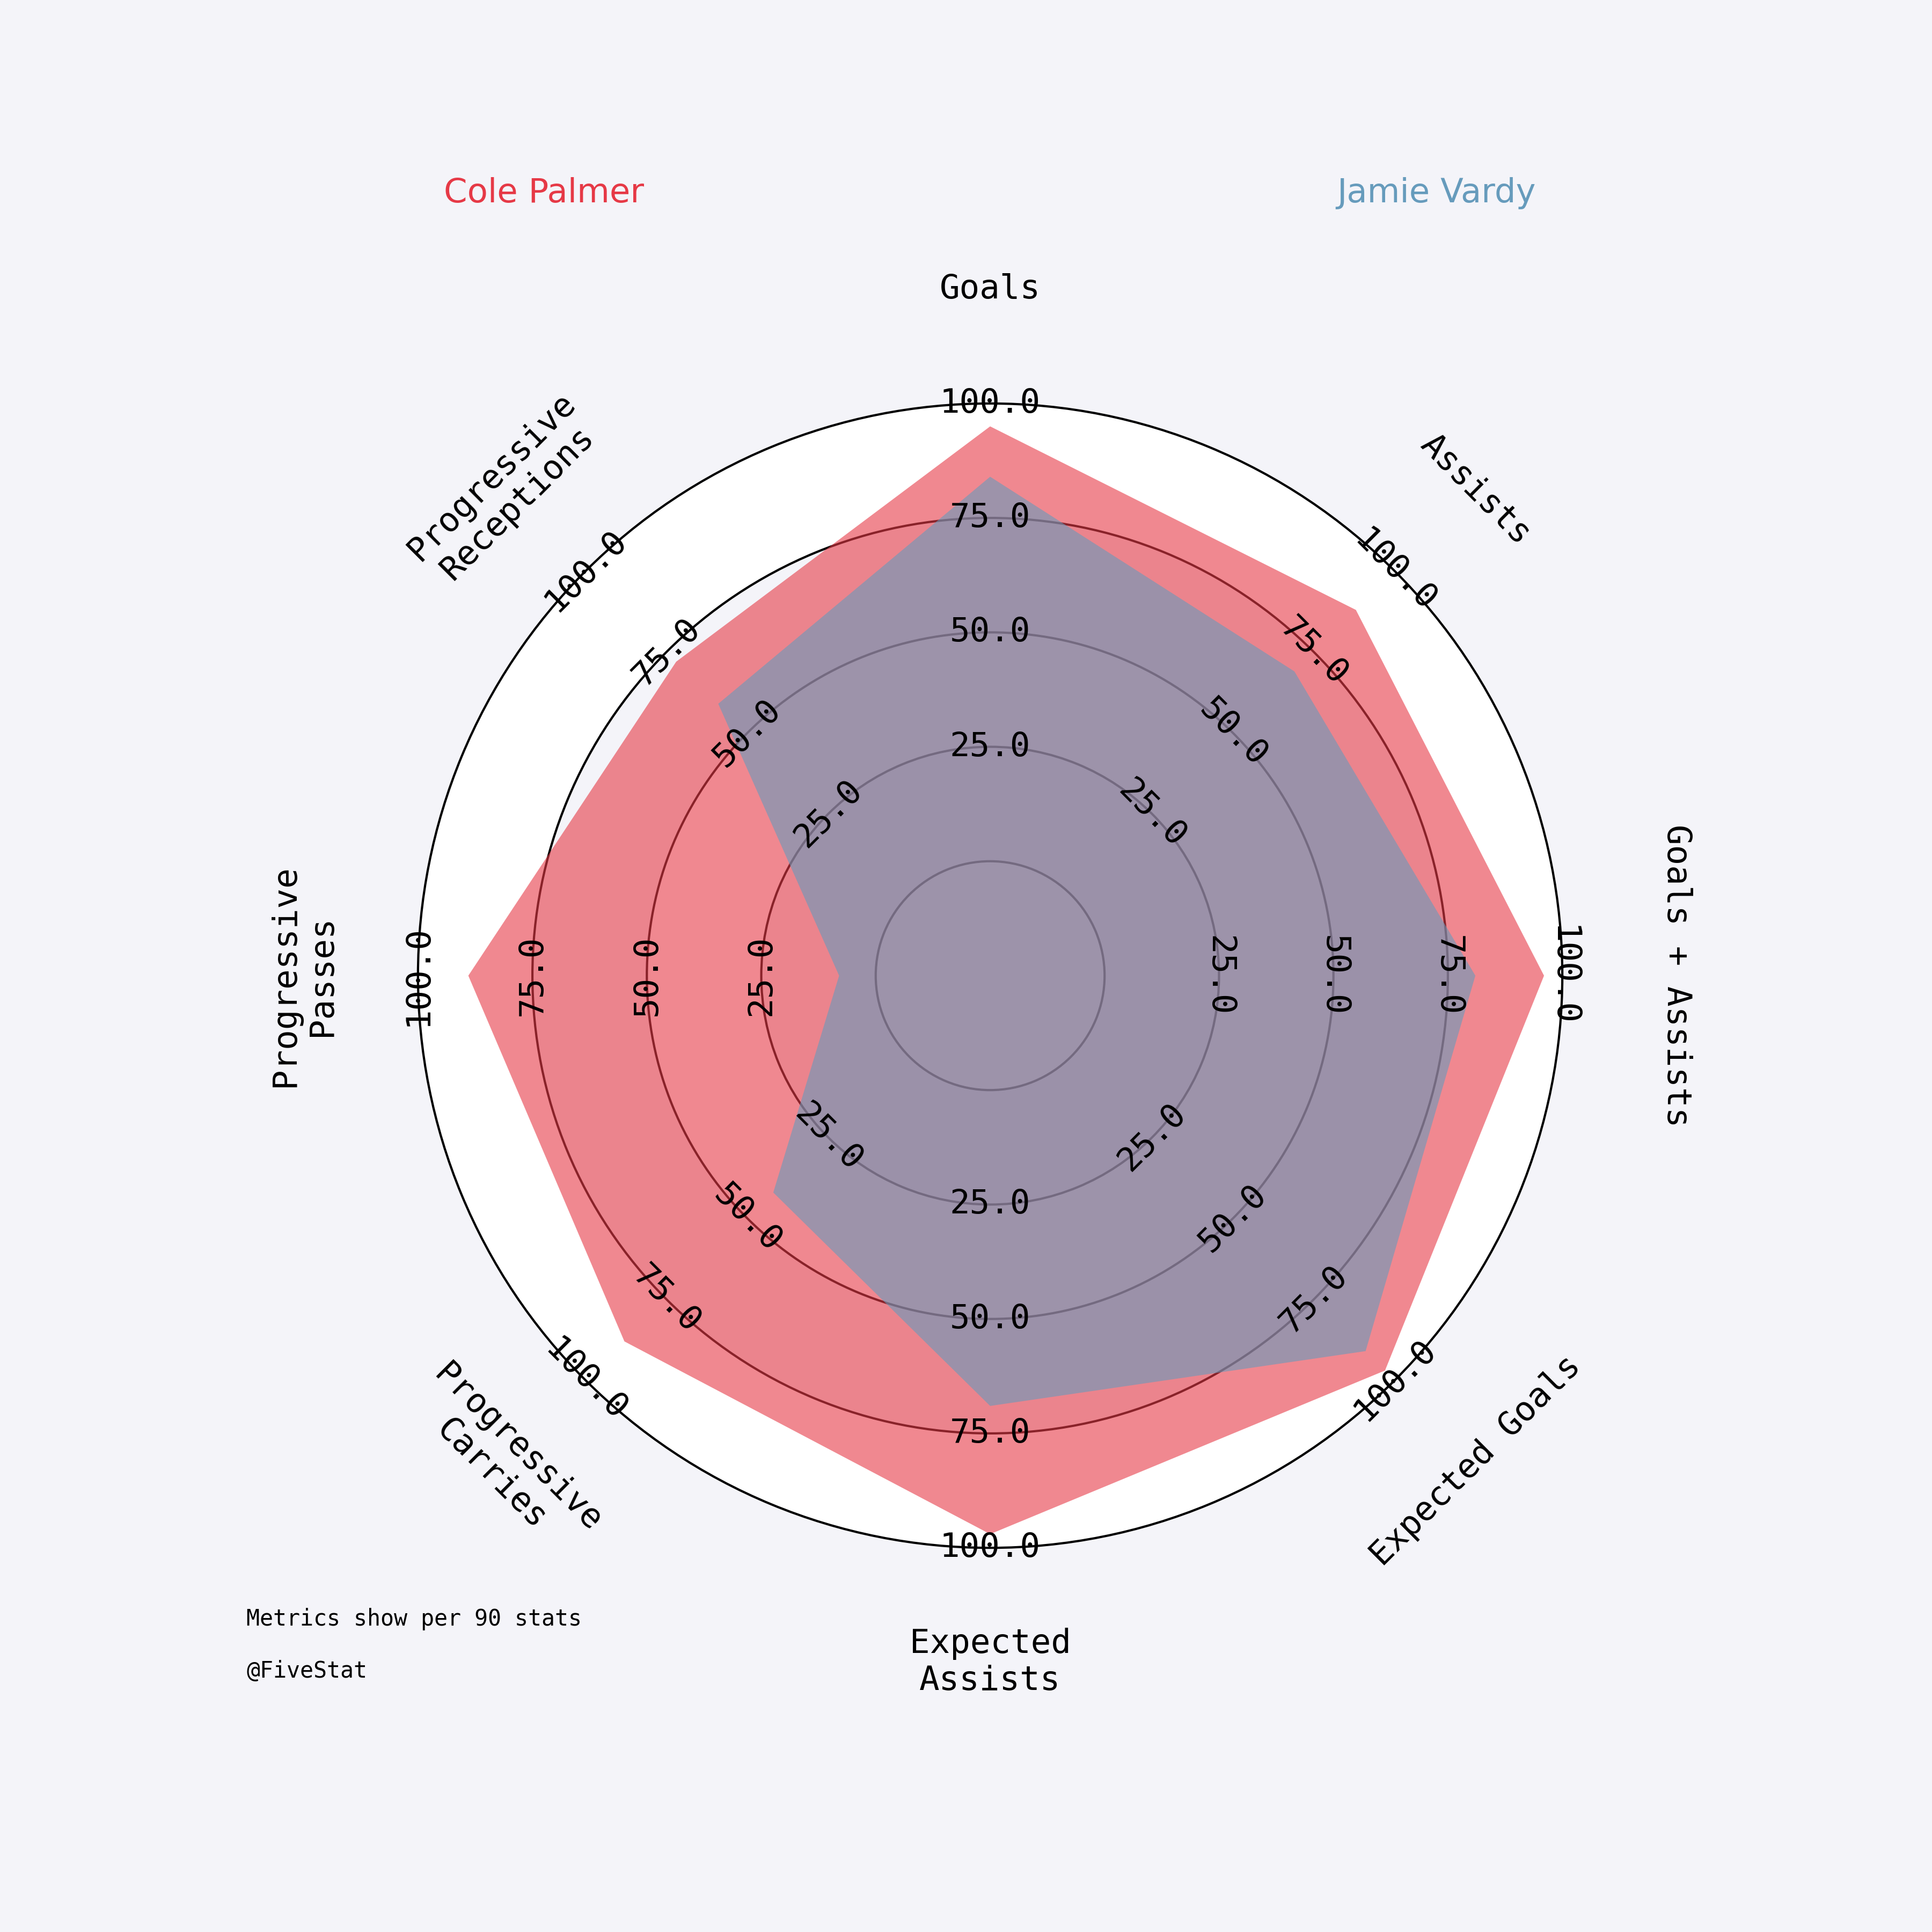 Cole Palmer
Jamie Vardy
Goals
Assists
Goals + Assists
Expected Goals
Expected
Assists
Progressive
Carries
Progressive
Passes
Progressive
Receptions
25.0
50.0
75.0
100.0
25.0
50.0
75.0
100.0
25.0
50.0
75.0
100.0
25.0
50.0
75.0
100.0
25.0
50.0
75.0
100.0
25.0
50.0
75.0
100.0
25.0
50.0
75.0
100.0
25.0
50.0
75.0
100.0
Metrics show per 90 stats
@FiveStat